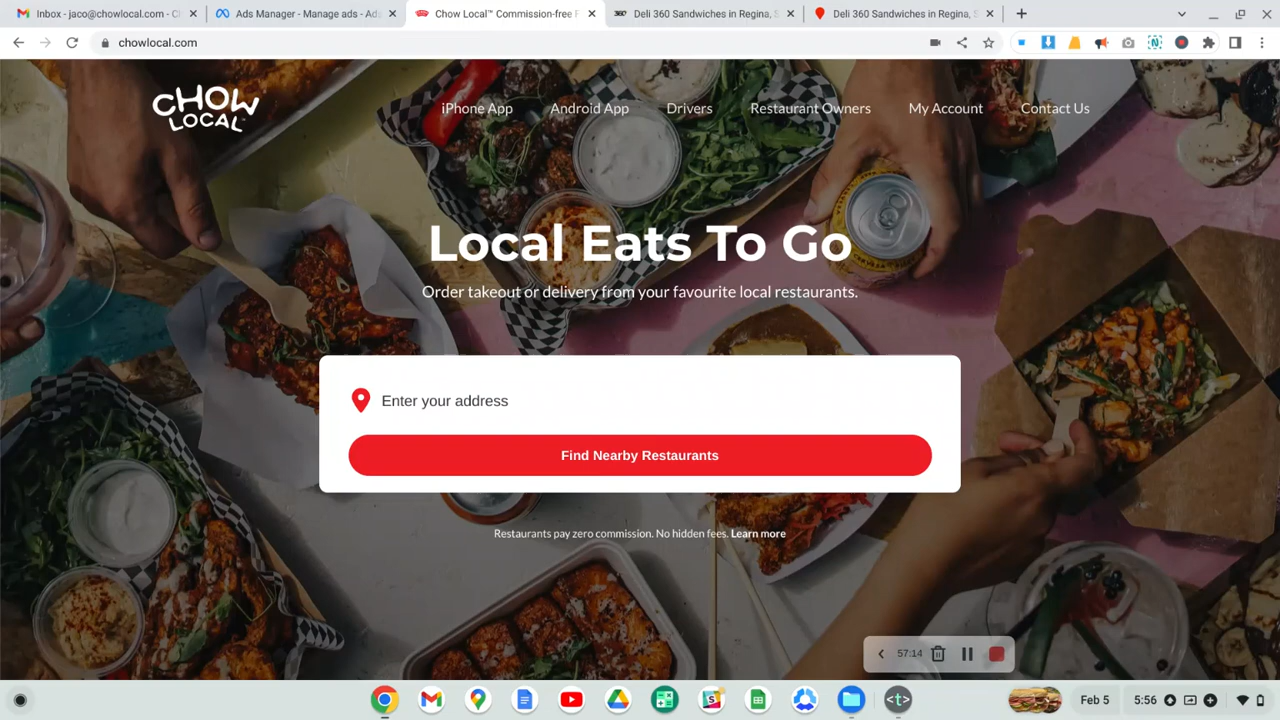 Inbox - jaco@chowlocal.com - C
Ads Manager - Manage ads - Ads
Chow Local™ Commission-free F
Deli 360 Sandwiches in Regina, S
Deli 360 Sandwiches in Regina, S
chowlocal.com
CHOW
LOCAL
iPhone App
Android App
Drivers
Restaurant Owners
My Account
Contact Us
Local Eats To Go
Order takeout or delivery from your favourite local restaurants.
Enter your address
Find Nearby Restaurants
Restaurants pay zero commission. No hidden fees. Learn more
57:14
Feb 5
5:56